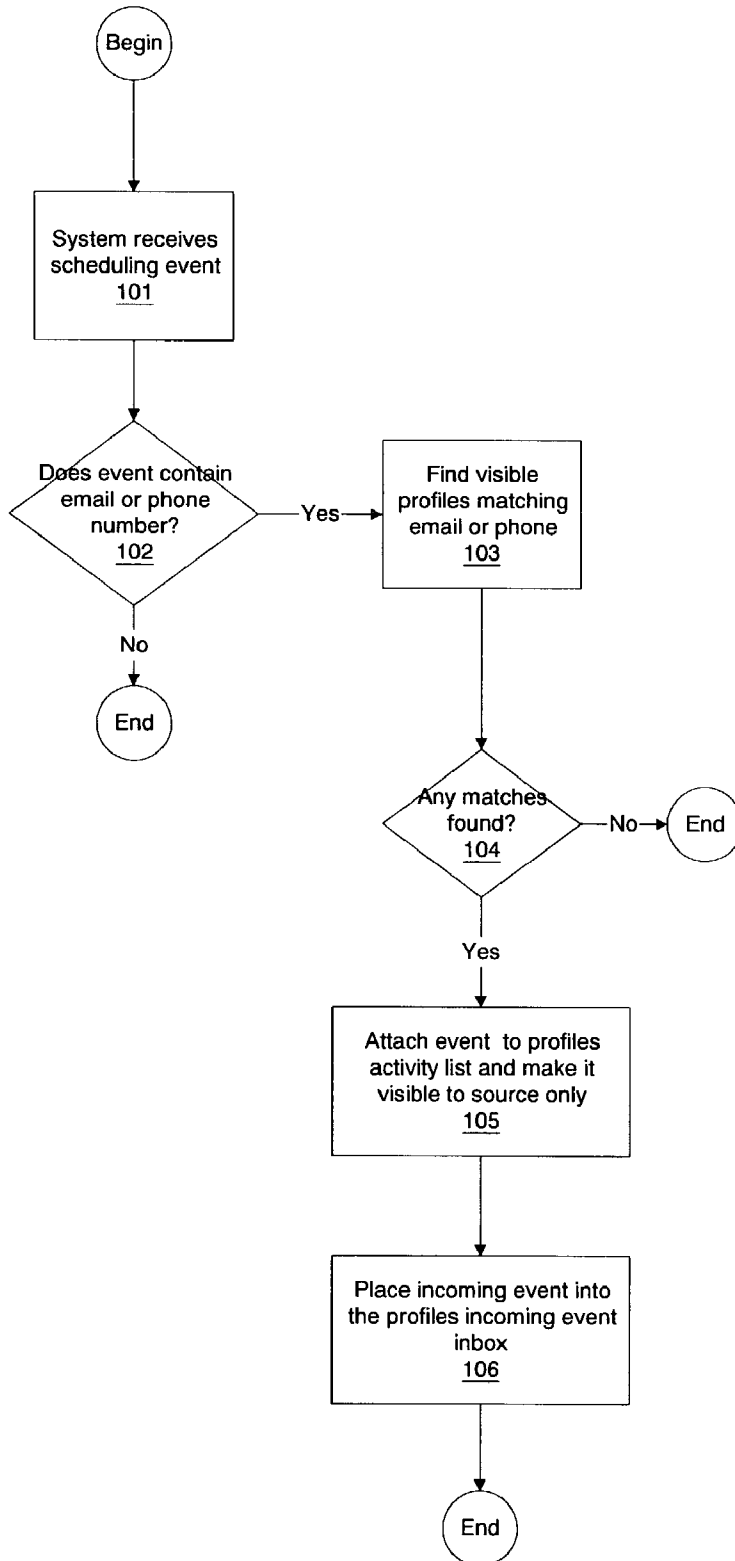 Begin
System receives
scheduling event
101
Does event contain
email or phone
number?
102
Yes
Find visible
profiles matching
email or phone
103
No
End
Any matches
found?
104
No
End
Yes
Attach event to profiles
activity list and make it
visible to source only
105
Place incoming event into
the profiles incoming event
inbox
106
End